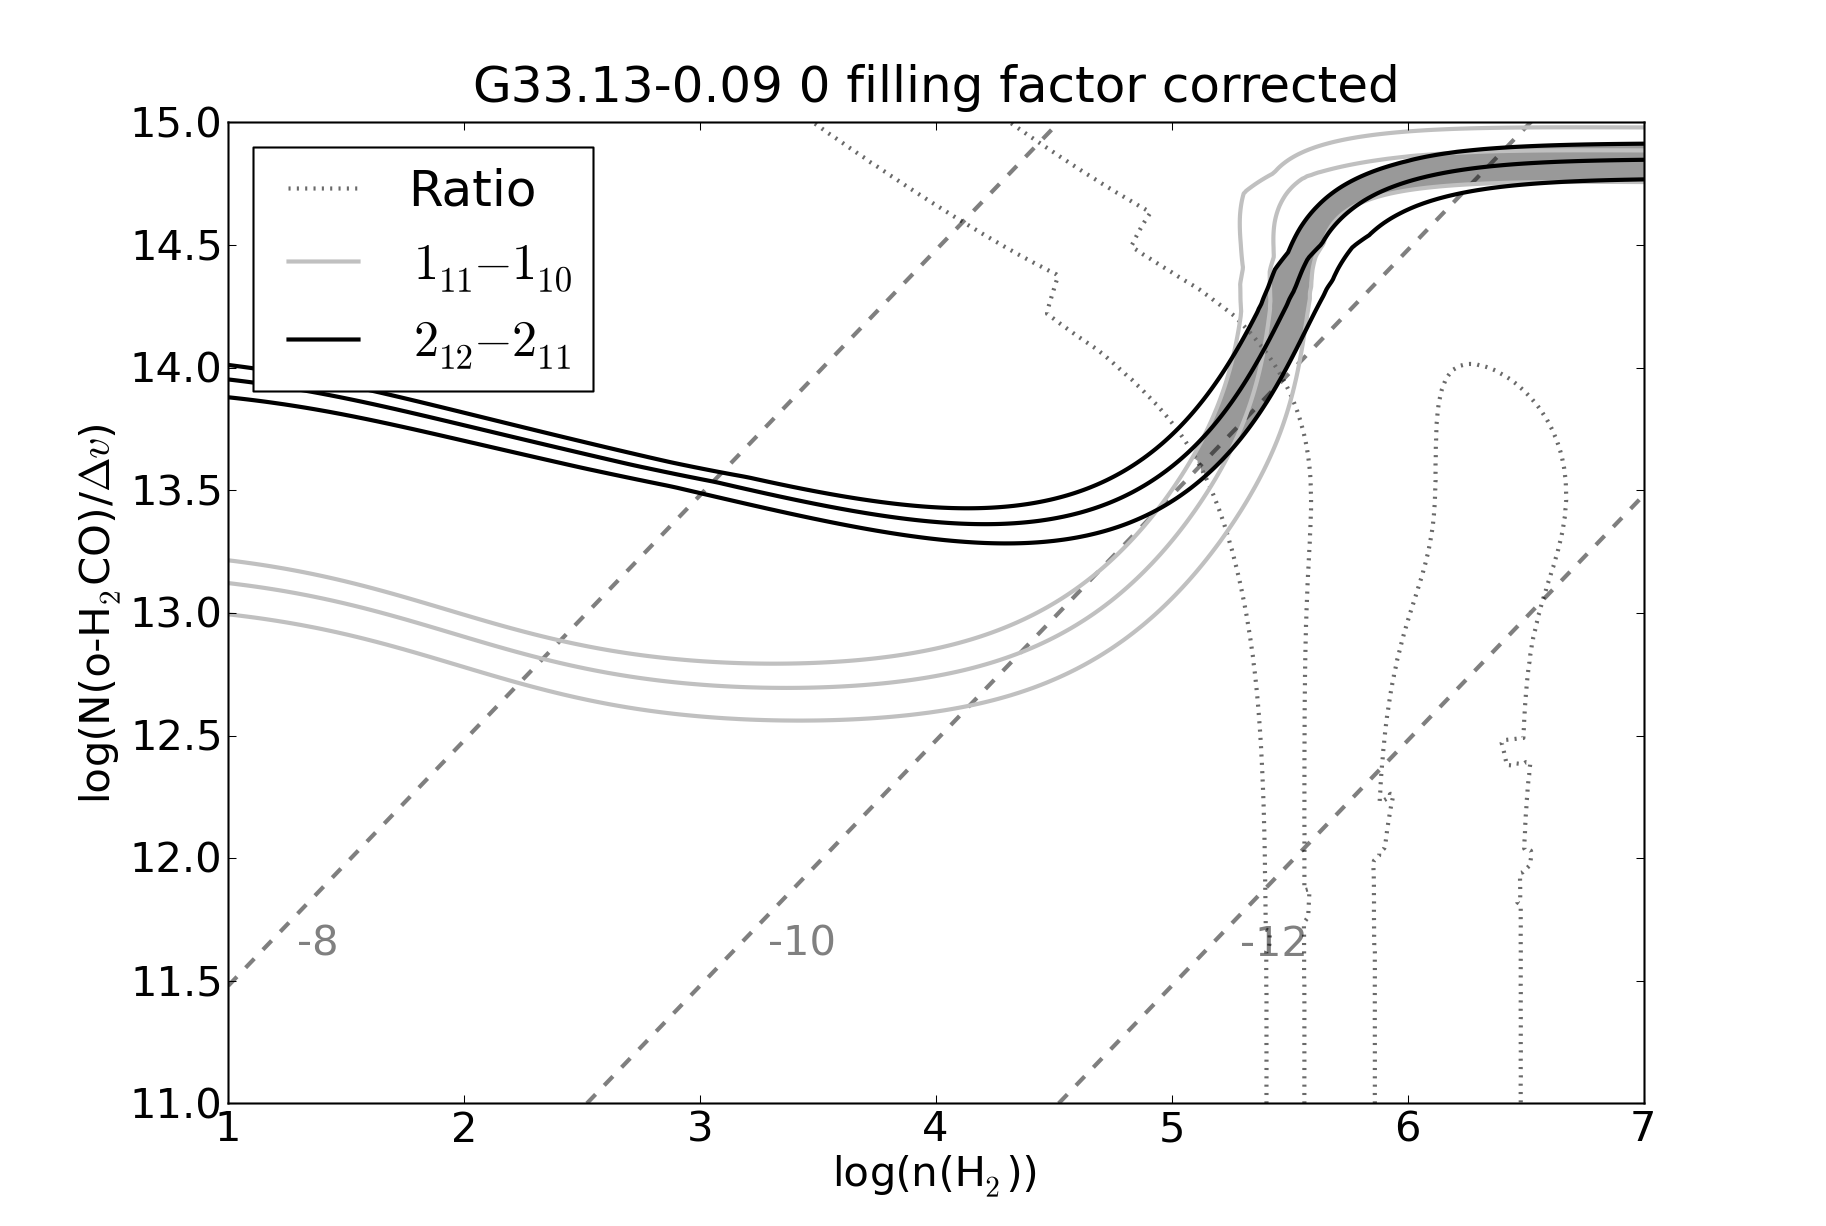 G33.13-0.09 0 filling factor corrected
15.0
14.5
14.0
13.5
13.0
12.5
12.0
11.5
11.0
log(N(o-H₂CO)/Δv)
Ratio
1₁₁−1₁₀
2₁₂−2₁₁
-8
-10
-12
1 2 3 4 5 6 7
log(n(H₂))